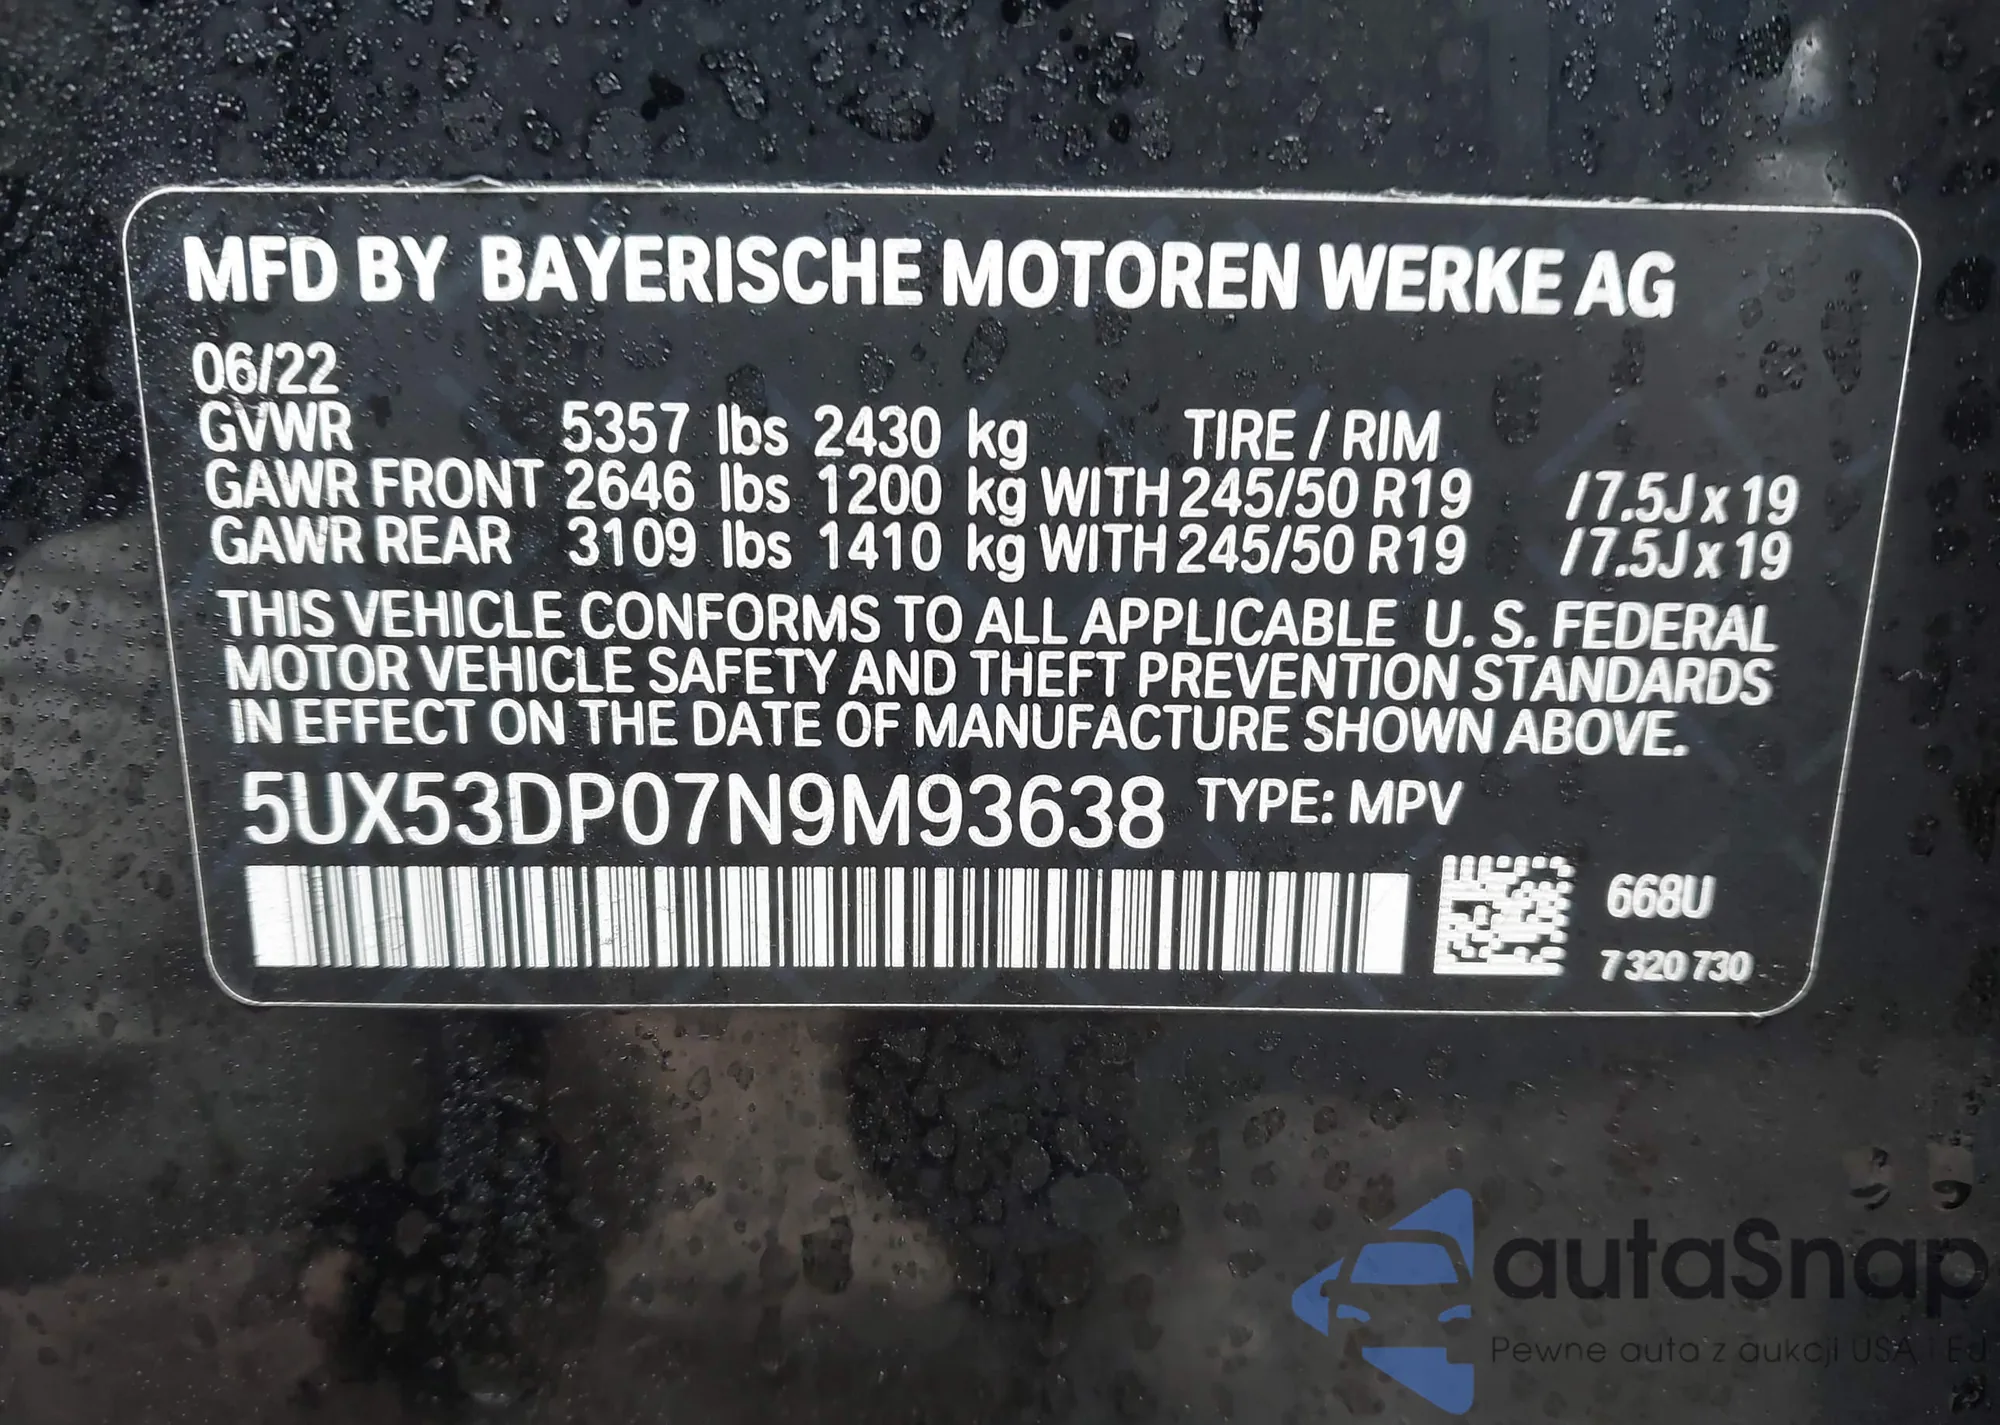 MFD BY BAYERISCHE MOTOREN WERKE AG
06/22
GVWR 5357 lbs 2430 kg TIRE / RIM
GAWR FRONT 2646 lbs 1200 kg WITH 245/50 R19 /7.5J x 19
GAWR REAR 3109 lbs 1410 kg WITH 245/50 R19 /7.5J x 19
THIS VEHICLE CONFORMS TO ALL APPLICABLE U. S. FEDERAL
MOTOR VEHICLE SAFETY AND THEFT PREVENTION STANDARDS
IN EFFECT ON THE DATE OF MANUFACTURE SHOWN ABOVE.
5UX53DP07N9M93638 TYPE: MPV
668U
7 320 730
autaSnap
Pewne auta z aukcji USA i